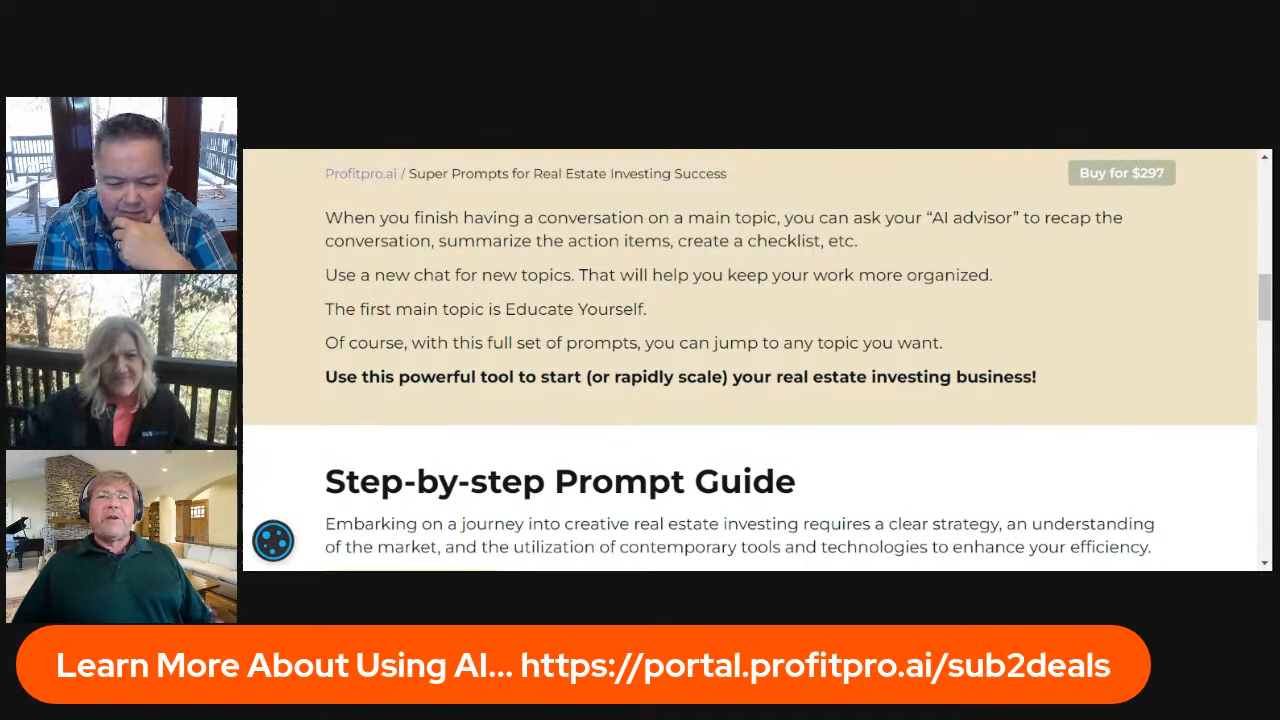 Profitpro.ai / Super Prompts for Real Estate Investing Success
Buy for $297
When you finish having a conversation on a main topic, you can ask your “AI advisor” to recap the
conversation, summarize the action items, create a checklist, etc.
Use a new chat for new topics. That will help you keep your work more organized.
The first main topic is Educate Yourself.
Of course, with this full set of prompts, you can jump to any topic you want.
Use this powerful tool to start (or rapidly scale) your real estate investing business!
Step-by-step Prompt Guide
Embarking on a journey into creative real estate investing requires a clear strategy, an understanding
of the market, and the utilization of contemporary tools and technologies to enhance your efficiency.
Learn More About Using AI... https://portal.profitpro.ai/sub2deals